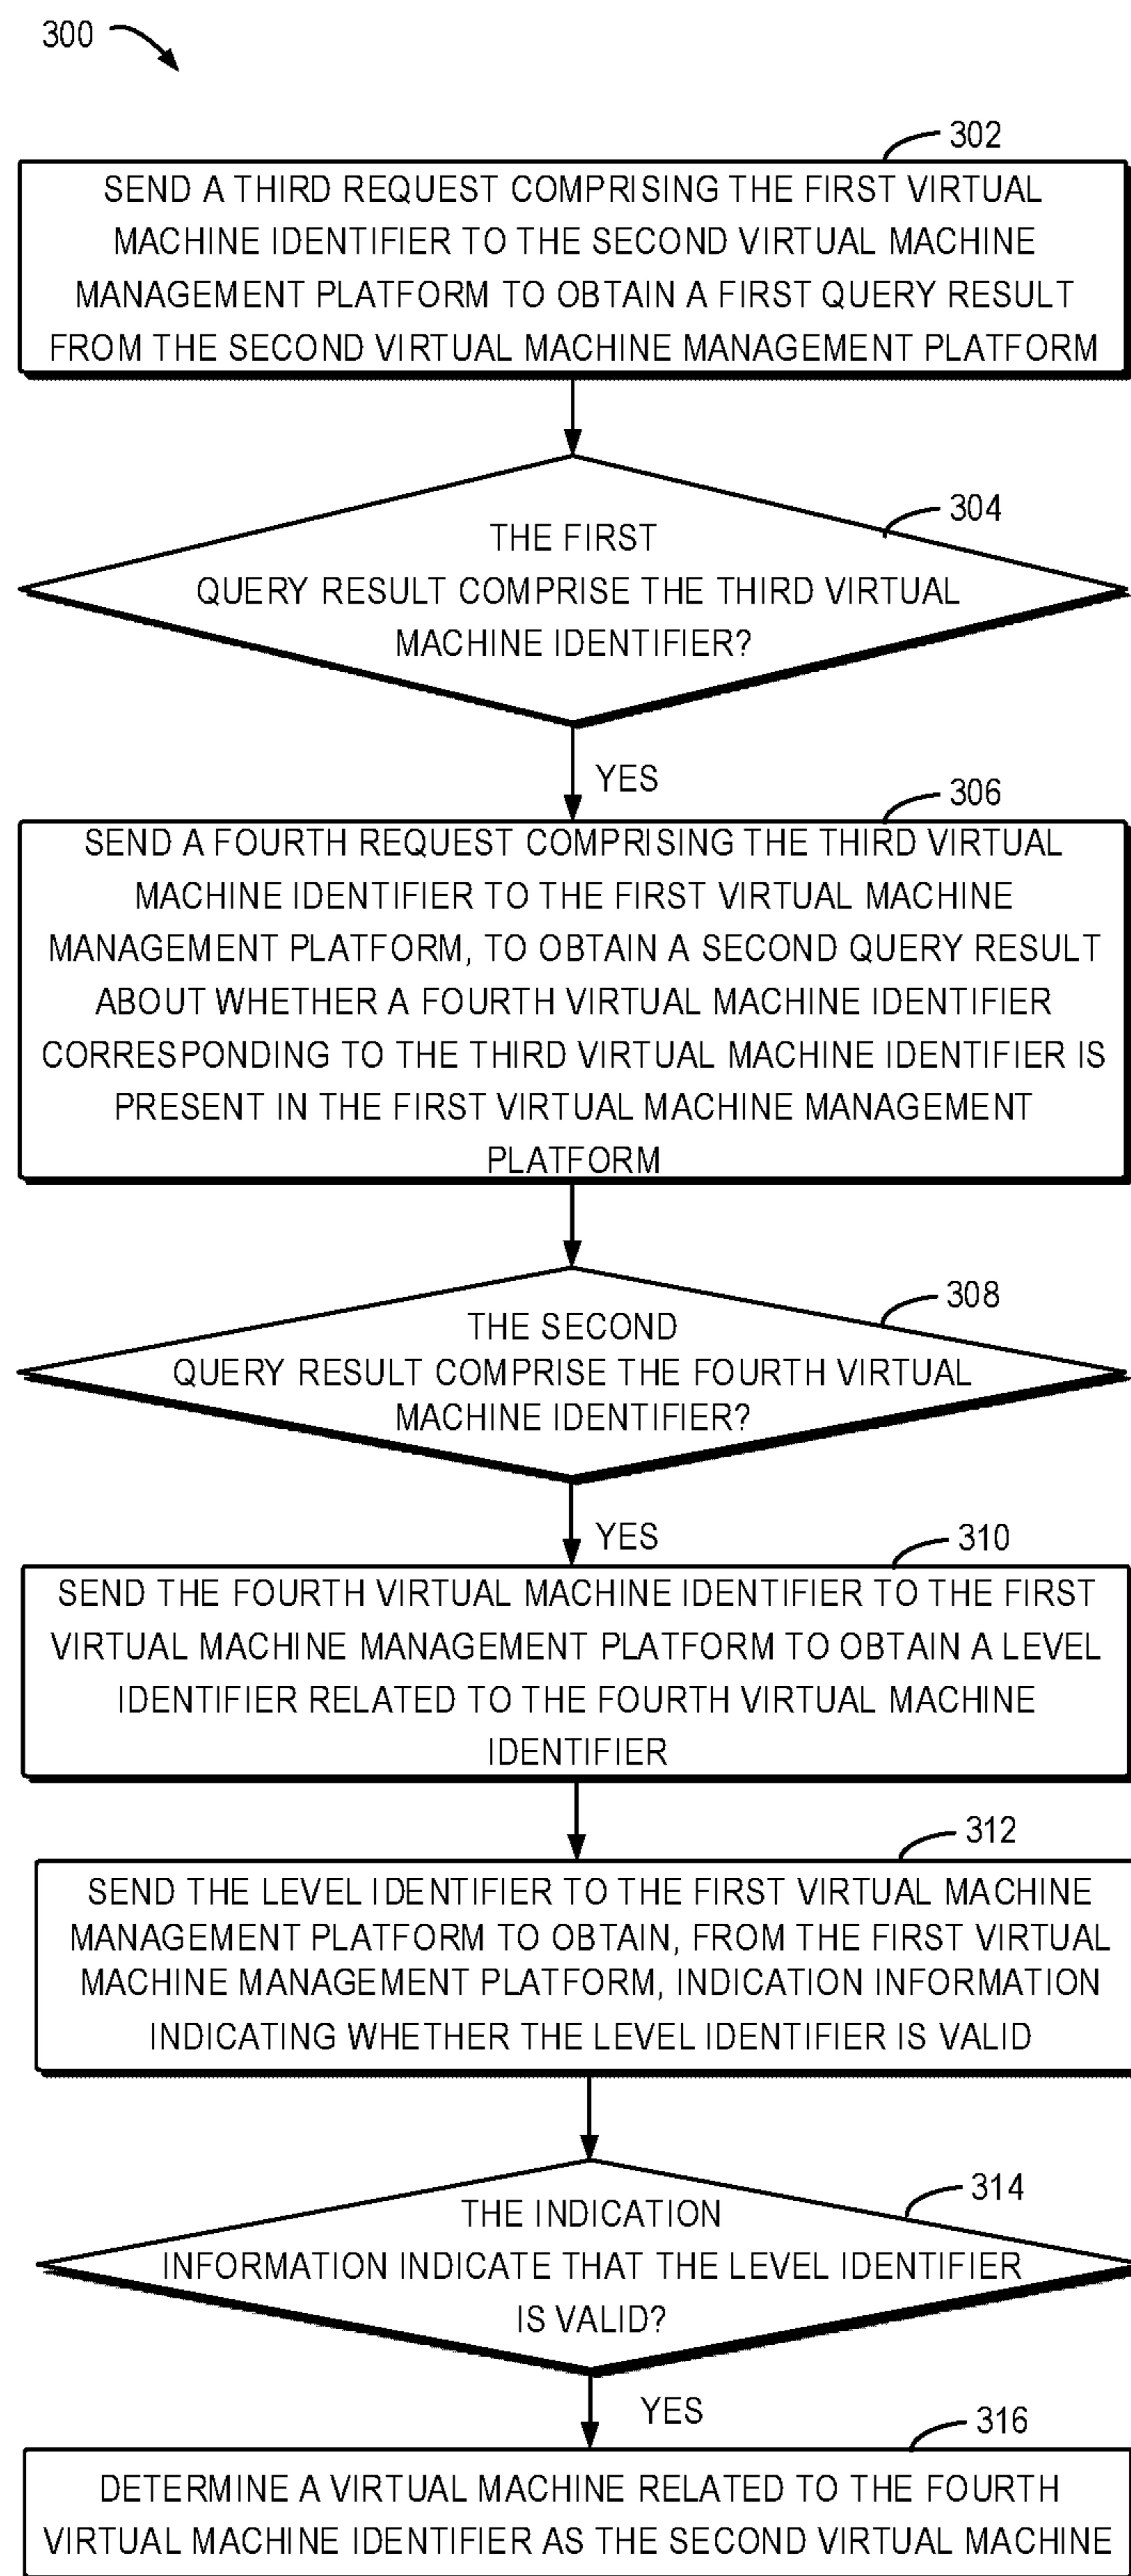 300
302
SEND A THIRD REQUEST COMPRISING THE FIRST VIRTUAL
MACHINE IDENTIFIER TO THE SECOND VIRTUAL MACHINE
MANAGEMENT PLATFORM TO OBTAIN A FIRST QUERY RESULT
FROM THE SECOND VIRTUAL MACHINE MANAGEMENT PLATFORM
304
THE FIRST
QUERY RESULT COMPRISE THE THIRD VIRTUAL
MACHINE IDENTIFIER?
YES
306
SEND A FOURTH REQUEST COMPRISING THE THIRD VIRTUAL
MACHINE IDENTIFIER TO THE FIRST VIRTUAL MACHINE
MANAGEMENT PLATFORM, TO OBTAIN A SECOND QUERY RESULT
ABOUT WHETHER A FOURTH VIRTUAL MACHINE IDENTIFIER
CORRESPONDING TO THE THIRD VIRTUAL MACHINE IDENTIFIER IS
PRESENT IN THE FIRST VIRTUAL MACHINE MANAGEMENT
PLATFORM
308
THE SECOND
QUERY RESULT COMPRISE THE FOURTH VIRTUAL
MACHINE IDENTIFIER?
YES
310
SEND THE FOURTH VIRTUAL MACHINE IDENTIFIER TO THE FIRST
VIRTUAL MACHINE MANAGEMENT PLATFORM TO OBTAIN A LEVEL
IDENTIFIER RELATED TO THE FOURTH VIRTUAL MACHINE
IDENTIFIER
312
SEND THE LEVEL IDENTIFIER TO THE FIRST VIRTUAL MACHINE
MANAGEMENT PLATFORM TO OBTAIN, FROM THE FIRST VIRTUAL
MACHINE MANAGEMENT PLATFORM, INDICATION INFORMATION
INDICATING WHETHER THE LEVEL IDENTIFIER IS VALID
314
THE INDICATION
INFORMATION INDICATE THAT THE LEVEL IDENTIFIER
IS VALID?
YES
316
DETERMINE A VIRTUAL MACHINE RELATED TO THE FOURTH
VIRTUAL MACHINE IDENTIFIER AS THE SECOND VIRTUAL MACHINE